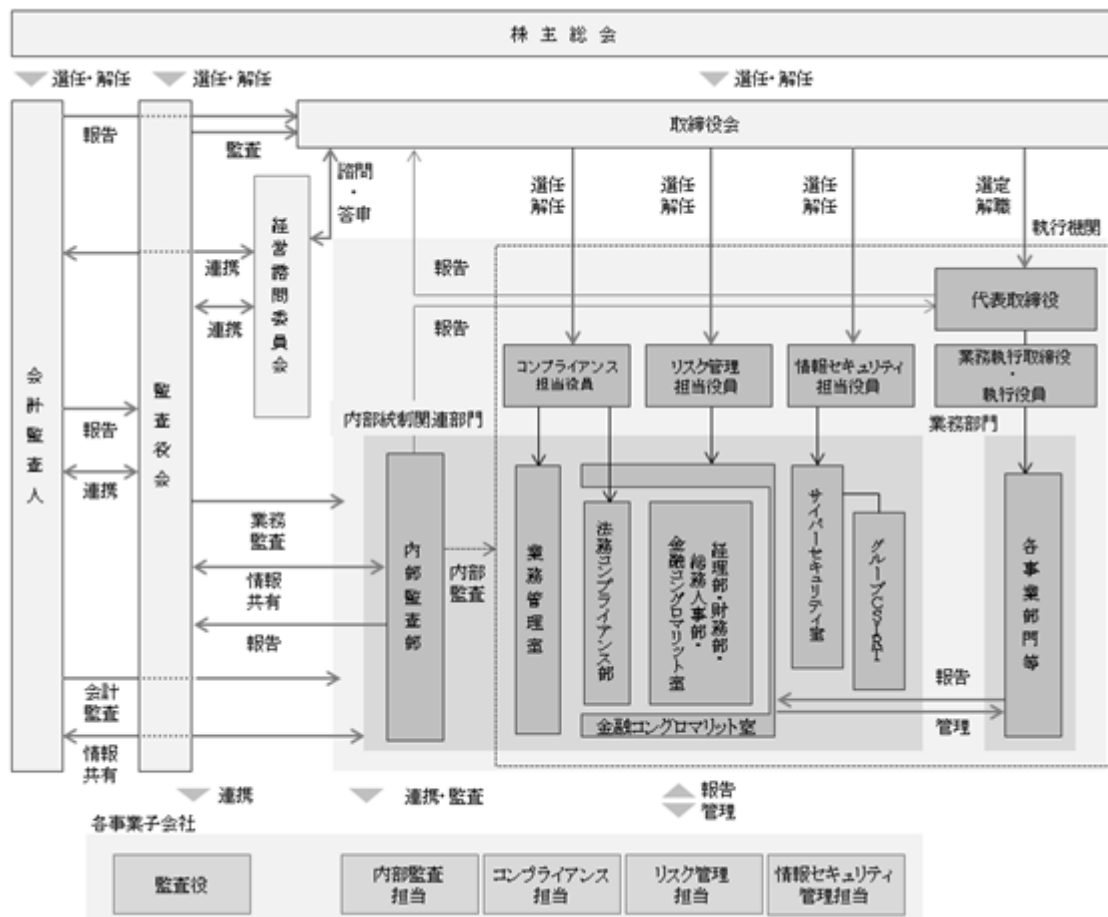 株主総会
選任・解任
選任・解任
選任・解任
取締役会
報告
監査
諮問
・
答申
選任
解任
選任
解任
選任
解任
選定
解職
執行機関
経営諮問委員会
連携
連携
報告
報告
代表取締役
コンプライアンス
担当役員
リスク管理
担当役員
情報セキュリティ
担当役員
業務執行取締役
・
執行役員
会計監査人
監査役会
報告
連携
内部統制関連部門
業務部門
業務
監査
情報
共有
報告
会計
監査
情報
共有
内部監査部
内部
監査
業務管理室
法務コンプライアンス部
経理部・財務部・
総務人事部・
金融コングロマリット室
サイバーセキュリティ室
グループCSIRT
各事業部門等
報告
管理
金融コングロマリット室
連携
連携・監査
報告
管理
各事業子会社
監査役
内部監査
担当
コンプライアンス
担当
リスク管理
担当
情報セキュリティ
管理担当